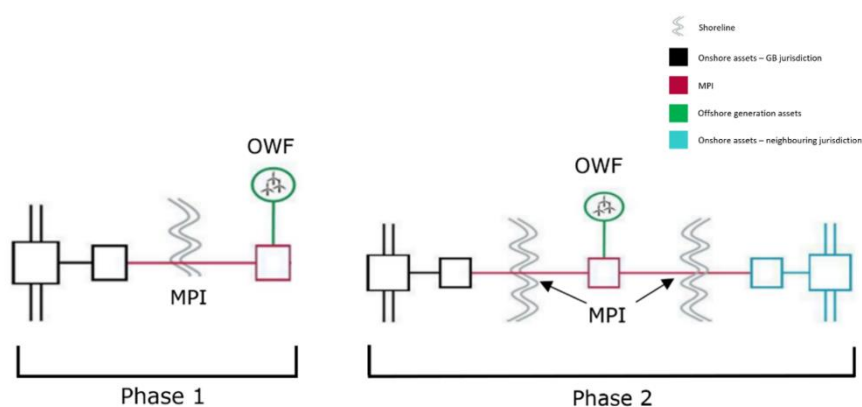 Shoreline
Onshore assets – GB jurisdiction
MPI
Offshore generation assets
Onshore assets – neighbouring jurisdiction
OWF
MPI
Phase 1
OWF
MPI
Phase 2